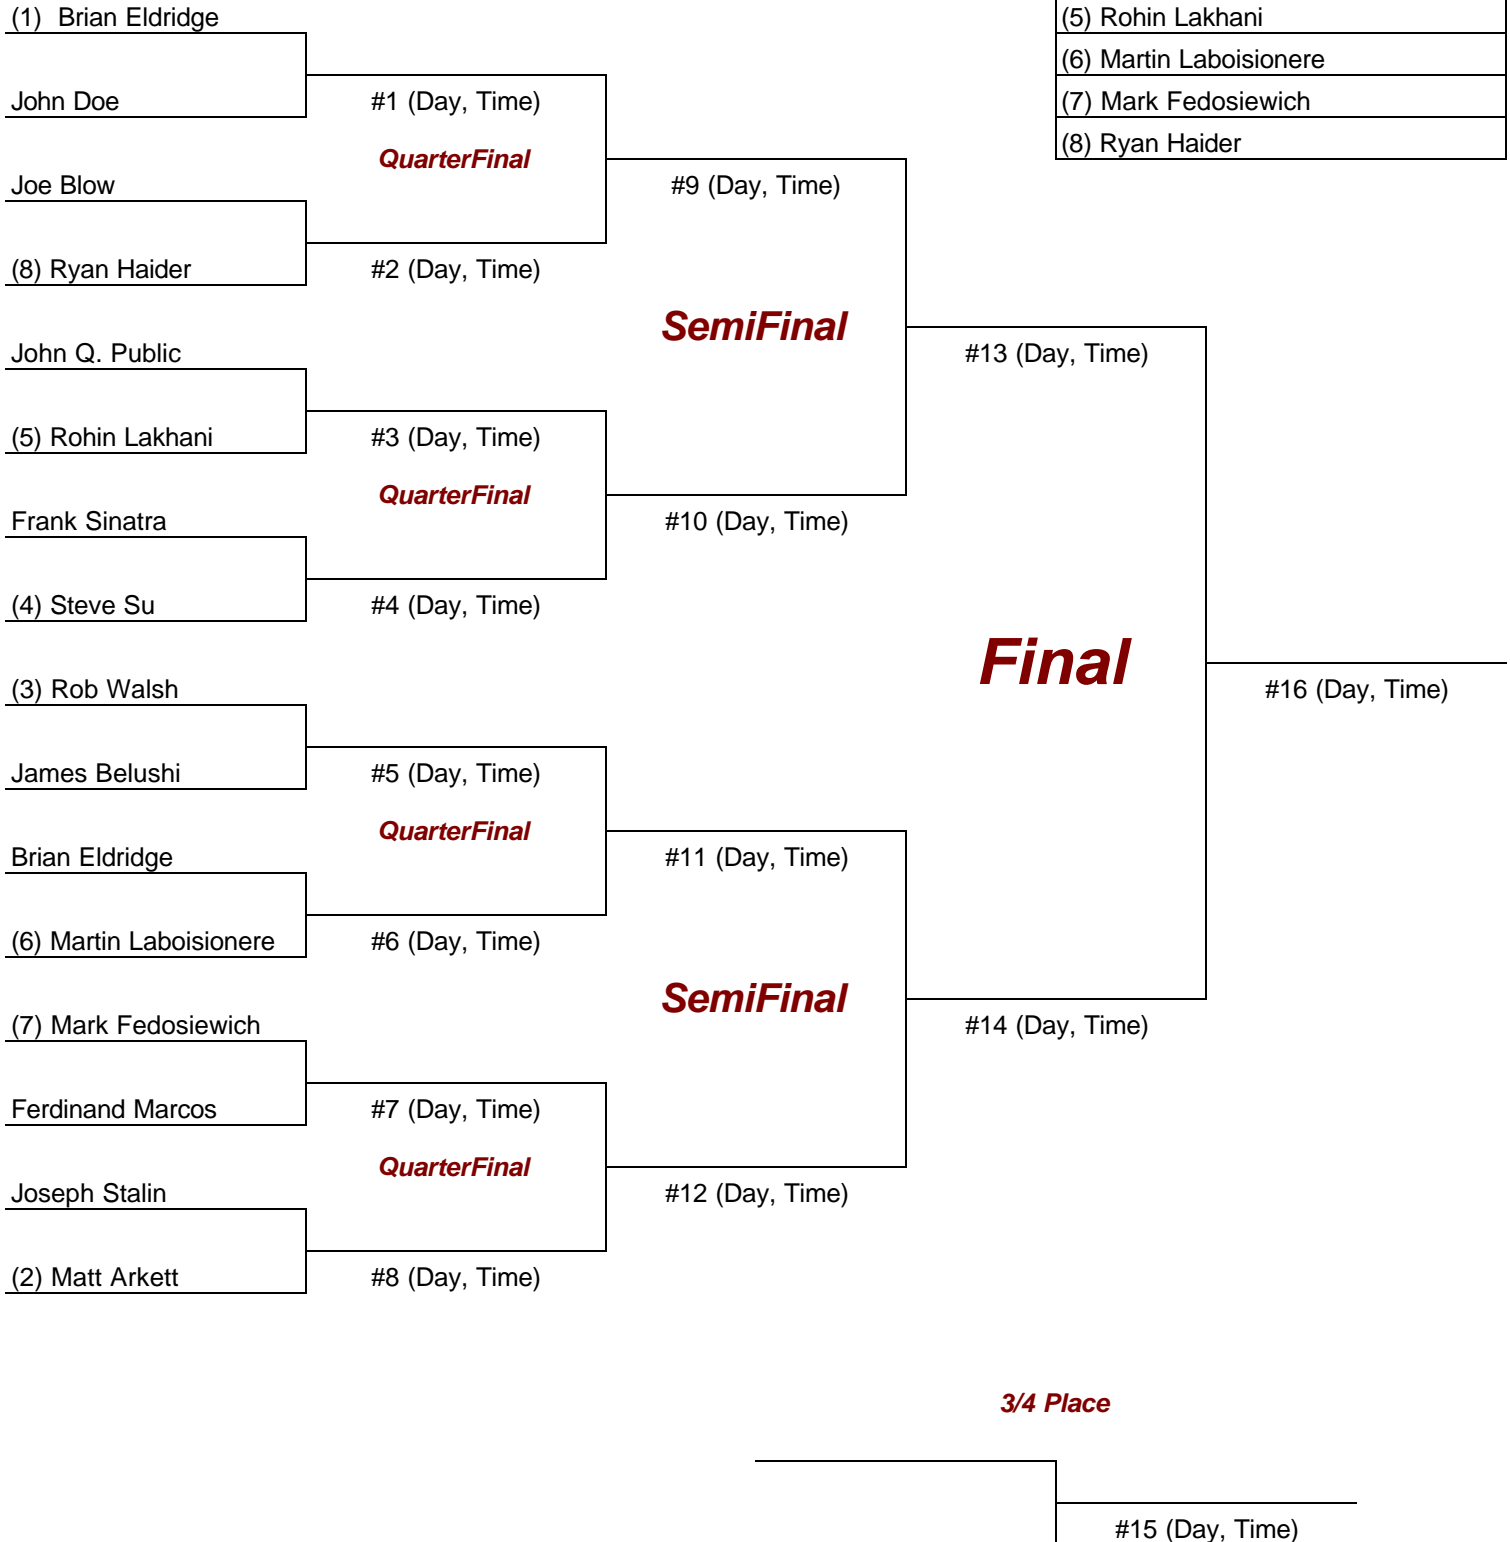 (1)  Brian Eldridge
(5) Rohin Lakhani
(6) Martin Laboisionere
John Doe
#1 (Day, Time)
(7) Mark Fedosiewich
QuarterFinal
(8) Ryan Haider
Joe Blow
#9 (Day, Time)
(8) Ryan Haider
#2 (Day, Time)
SemiFinal
John Q. Public
#13 (Day, Time)
(5) Rohin Lakhani
#3 (Day, Time)
QuarterFinal
Frank Sinatra
#10 (Day, Time)
(4) Steve Su
#4 (Day, Time)
Final
(3) Rob Walsh
#16 (Day, Time)
James Belushi
#5 (Day, Time)
QuarterFinal
Brian Eldridge
#11 (Day, Time)
(6) Martin Laboisionere
#6 (Day, Time)
SemiFinal
(7) Mark Fedosiewich
#14 (Day, Time)
Ferdinand Marcos
#7 (Day, Time)
QuarterFinal
Joseph Stalin
#12 (Day, Time)
(2) Matt Arkett
#8 (Day, Time)
3/4 Place
#15 (Day, Time)